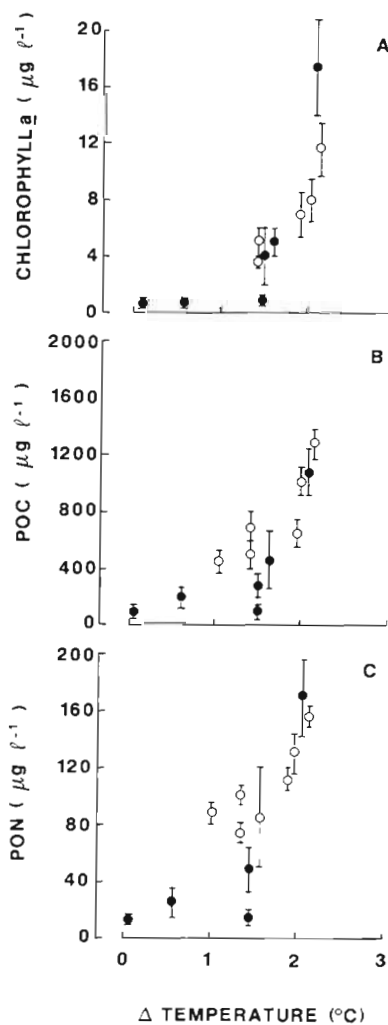 A
CHLOROPHYLL a ( µg ℓ-1)
20
16
12
8
4
0
B
POC ( µg ℓ-1 )
2000
1600
1200
800
400
0
C
PON ( µg ℓ-1 )
200
160
120
80
40
0
0 1 2 3
Δ TEMPERATURE (°C)